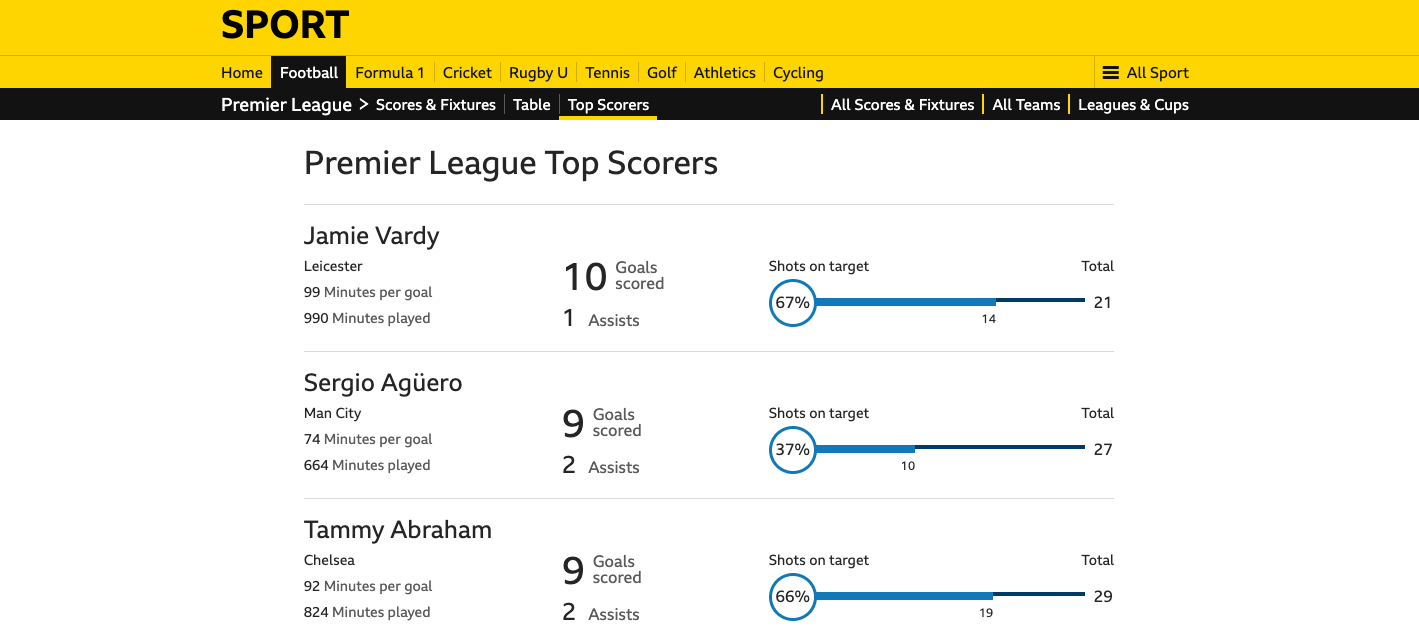 SPORT
Home Football Formula 1 Cricket Rugby U Tennis Golf Athletics Cycling All Sport
Premier League > Scores & Fixtures Table Top Scorers All Scores & Fixtures All Teams Leagues & Cups
Premier League Top Scorers
Jamie Vardy
Leicester
99 Minutes per goal
990 Minutes played
10 Goals scored
1 Assists
Shots on target Total
67% 21
14
Sergio Agüero
Man City
74 Minutes per goal
664 Minutes played
9 Goals scored
2 Assists
Shots on target Total
37% 27
10
Tammy Abraham
Chelsea
92 Minutes per goal
824 Minutes played
9 Goals scored
2 Assists
Shots on target Total
66% 29
19